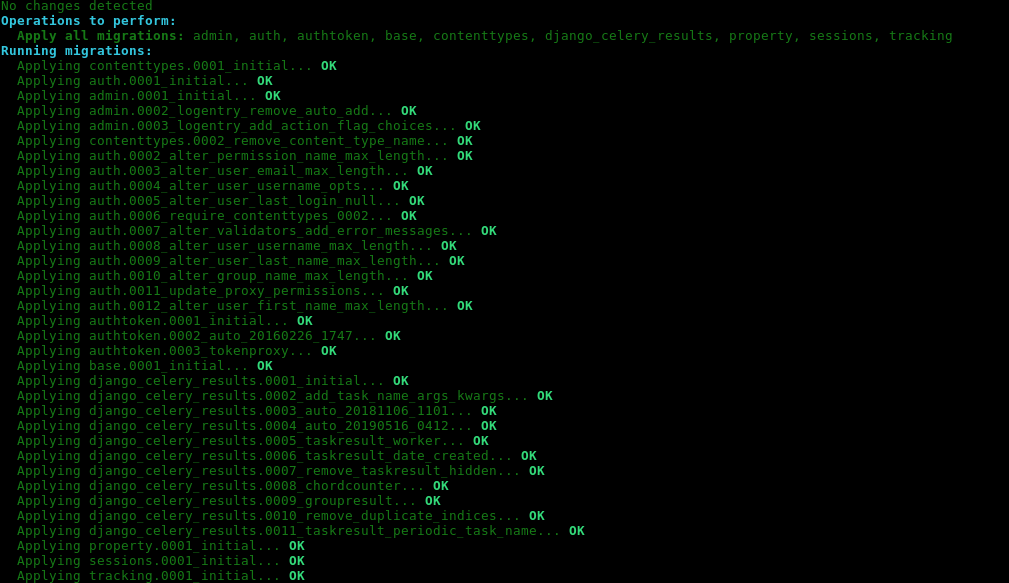 No changes detected
Operations to perform:
  Apply all migrations: admin, auth, authtoken, base, contenttypes, django_celery_results, property, sessions, tracking
Running migrations:
  Applying contenttypes.0001_initial... OK
  Applying auth.0001_initial... OK
  Applying admin.0001_initial... OK
  Applying admin.0002_logentry_remove_auto_add... OK
  Applying admin.0003_logentry_add_action_flag_choices... OK
  Applying contenttypes.0002_remove_content_type_name... OK
  Applying auth.0002_alter_permission_name_max_length... OK
  Applying auth.0003_alter_user_email_max_length... OK
  Applying auth.0004_alter_user_username_opts... OK
  Applying auth.0005_alter_user_last_login_null... OK
  Applying auth.0006_require_contenttypes_0002... OK
  Applying auth.0007_alter_validators_add_error_messages... OK
  Applying auth.0008_alter_user_username_max_length... OK
  Applying auth.0009_alter_user_last_name_max_length... OK
  Applying auth.0010_alter_group_name_max_length... OK
  Applying auth.0011_update_proxy_permissions... OK
  Applying auth.0012_alter_user_first_name_max_length... OK
  Applying authtoken.0001_initial... OK
  Applying authtoken.0002_auto_20160226_1747... OK
  Applying authtoken.0003_tokenproxy... OK
  Applying base.0001_initial... OK
  Applying django_celery_results.0001_initial... OK
  Applying django_celery_results.0002_add_task_name_args_kwargs... OK
  Applying django_celery_results.0003_auto_20181106_1101... OK
  Applying django_celery_results.0004_auto_20190516_0412... OK
  Applying django_celery_results.0005_taskresult_worker... OK
  Applying django_celery_results.0006_taskresult_date_created... OK
  Applying django_celery_results.0007_remove_taskresult_hidden... OK
  Applying django_celery_results.0008_chordcounter... OK
  Applying django_celery_results.0009_groupresult... OK
  Applying django_celery_results.0010_remove_duplicate_indices... OK
  Applying django_celery_results.0011_taskresult_periodic_task_name... OK
  Applying property.0001_initial... OK
  Applying sessions.0001_initial... OK
  Applying tracking.0001_initial... OK